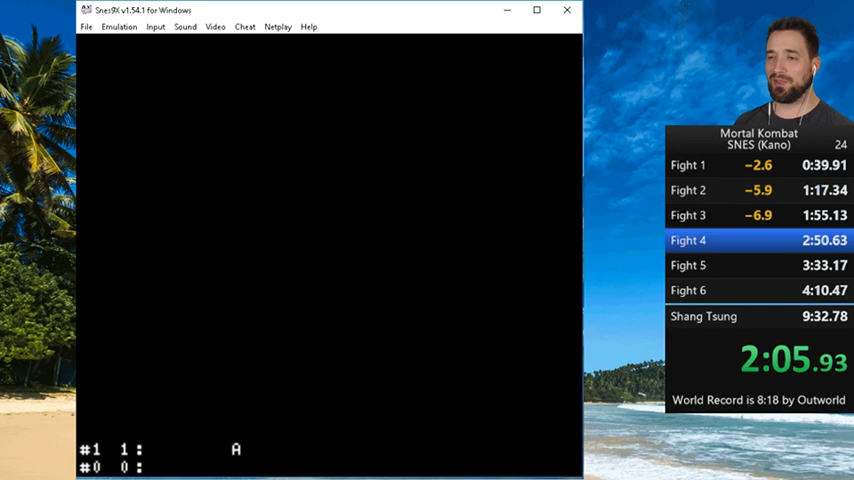 Snes9X v1.54.1 for Windows
File Emulation Input Sound Video Cheat Netplay Help
Mortal Kombat
SNES (Kano) 24
Fight 1 −2.6 0:39.91
Fight 2 −5.9 1:17.34
Fight 3 −6.9 1:55.13
Fight 4 2:50.63
Fight 5 3:33.17
Fight 6 4:10.47
Shang Tsung 9:32.78
2:05.93
World Record is 8:18 by Outworld
#1 1: A
#0 0: